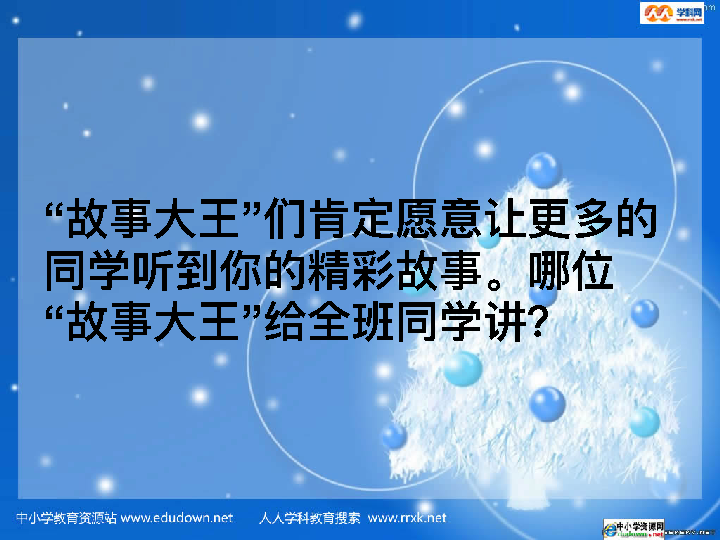 学科网
www.rrxk.net
“故事大王”们肯定愿意让更多的
同学听到你的精彩故事。哪位
“故事大王”给全班同学讲？
中小学教育资源站 www.edudown.net 人人学科教育搜索 www.rrxk.net
中小学资源网